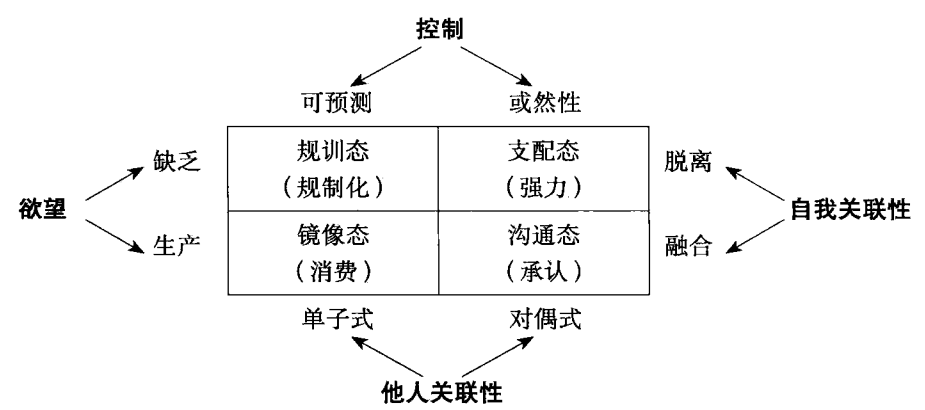 控制
可预测 或然性
缺乏 规训态 支配态 脱离
(规制化) (强力)
欲望 自我关联性
生产 镜像态 沟通态 融合
(消费) (承认)
单子式 对偶式
他人关联性